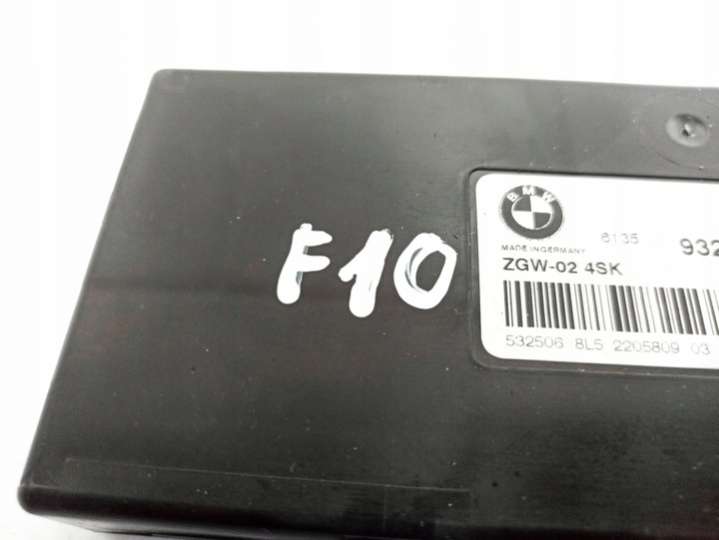 F10
BMW
MADE IN GERMANY 6135 932
ZGW-02 4SK
532506 8L5 2205809 03